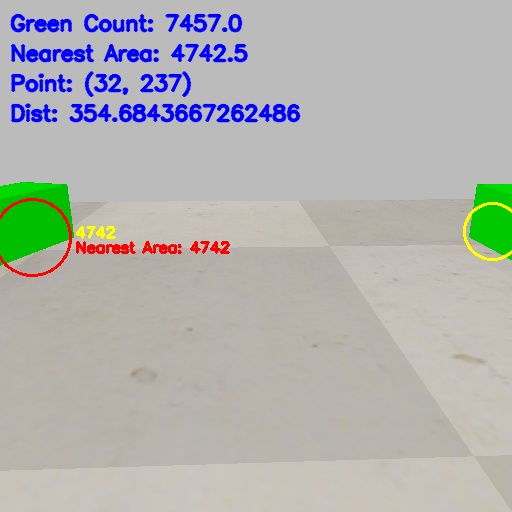 Green Count: 7457.0
Nearest Area: 4742.5
Point: (32, 237)
Dist: 354.6843667262486
4742
Nearest Area: 4742